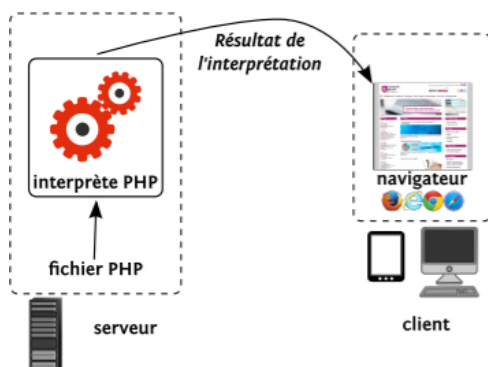 Résultat de
l'interprétation
interprète PHP
fichier PHP
serveur
navigateur
client